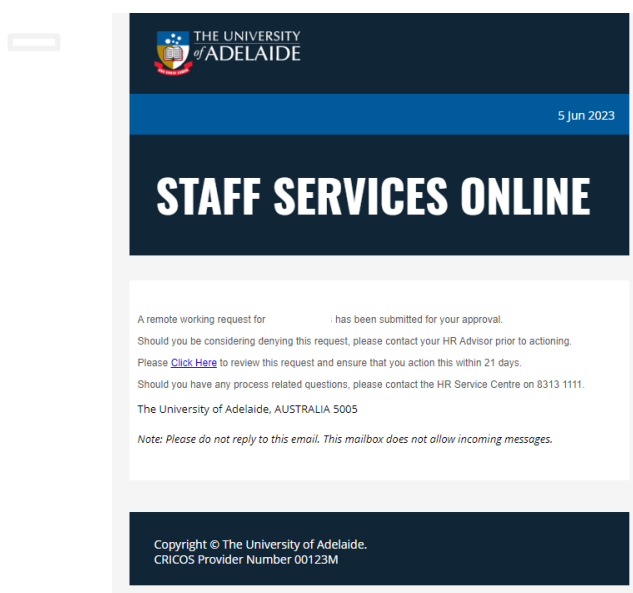 THE UNIVERSITY
of ADELAIDE
5 Jun 2023
STAFF SERVICES ONLINE
A remote working request for has been submitted for your approval.
Should you be considering denying this request, please contact your HR Advisor prior to actioning.
Please Click Here to review this request and ensure that you action this within 21 days.
Should you have any process related questions, please contact the HR Service Centre on 8313 1111.
The University of Adelaide, AUSTRALIA 5005
Note: Please do not reply to this email. This mailbox does not allow incoming messages.
Copyright © The University of Adelaide.
CRICOS Provider Number 00123M